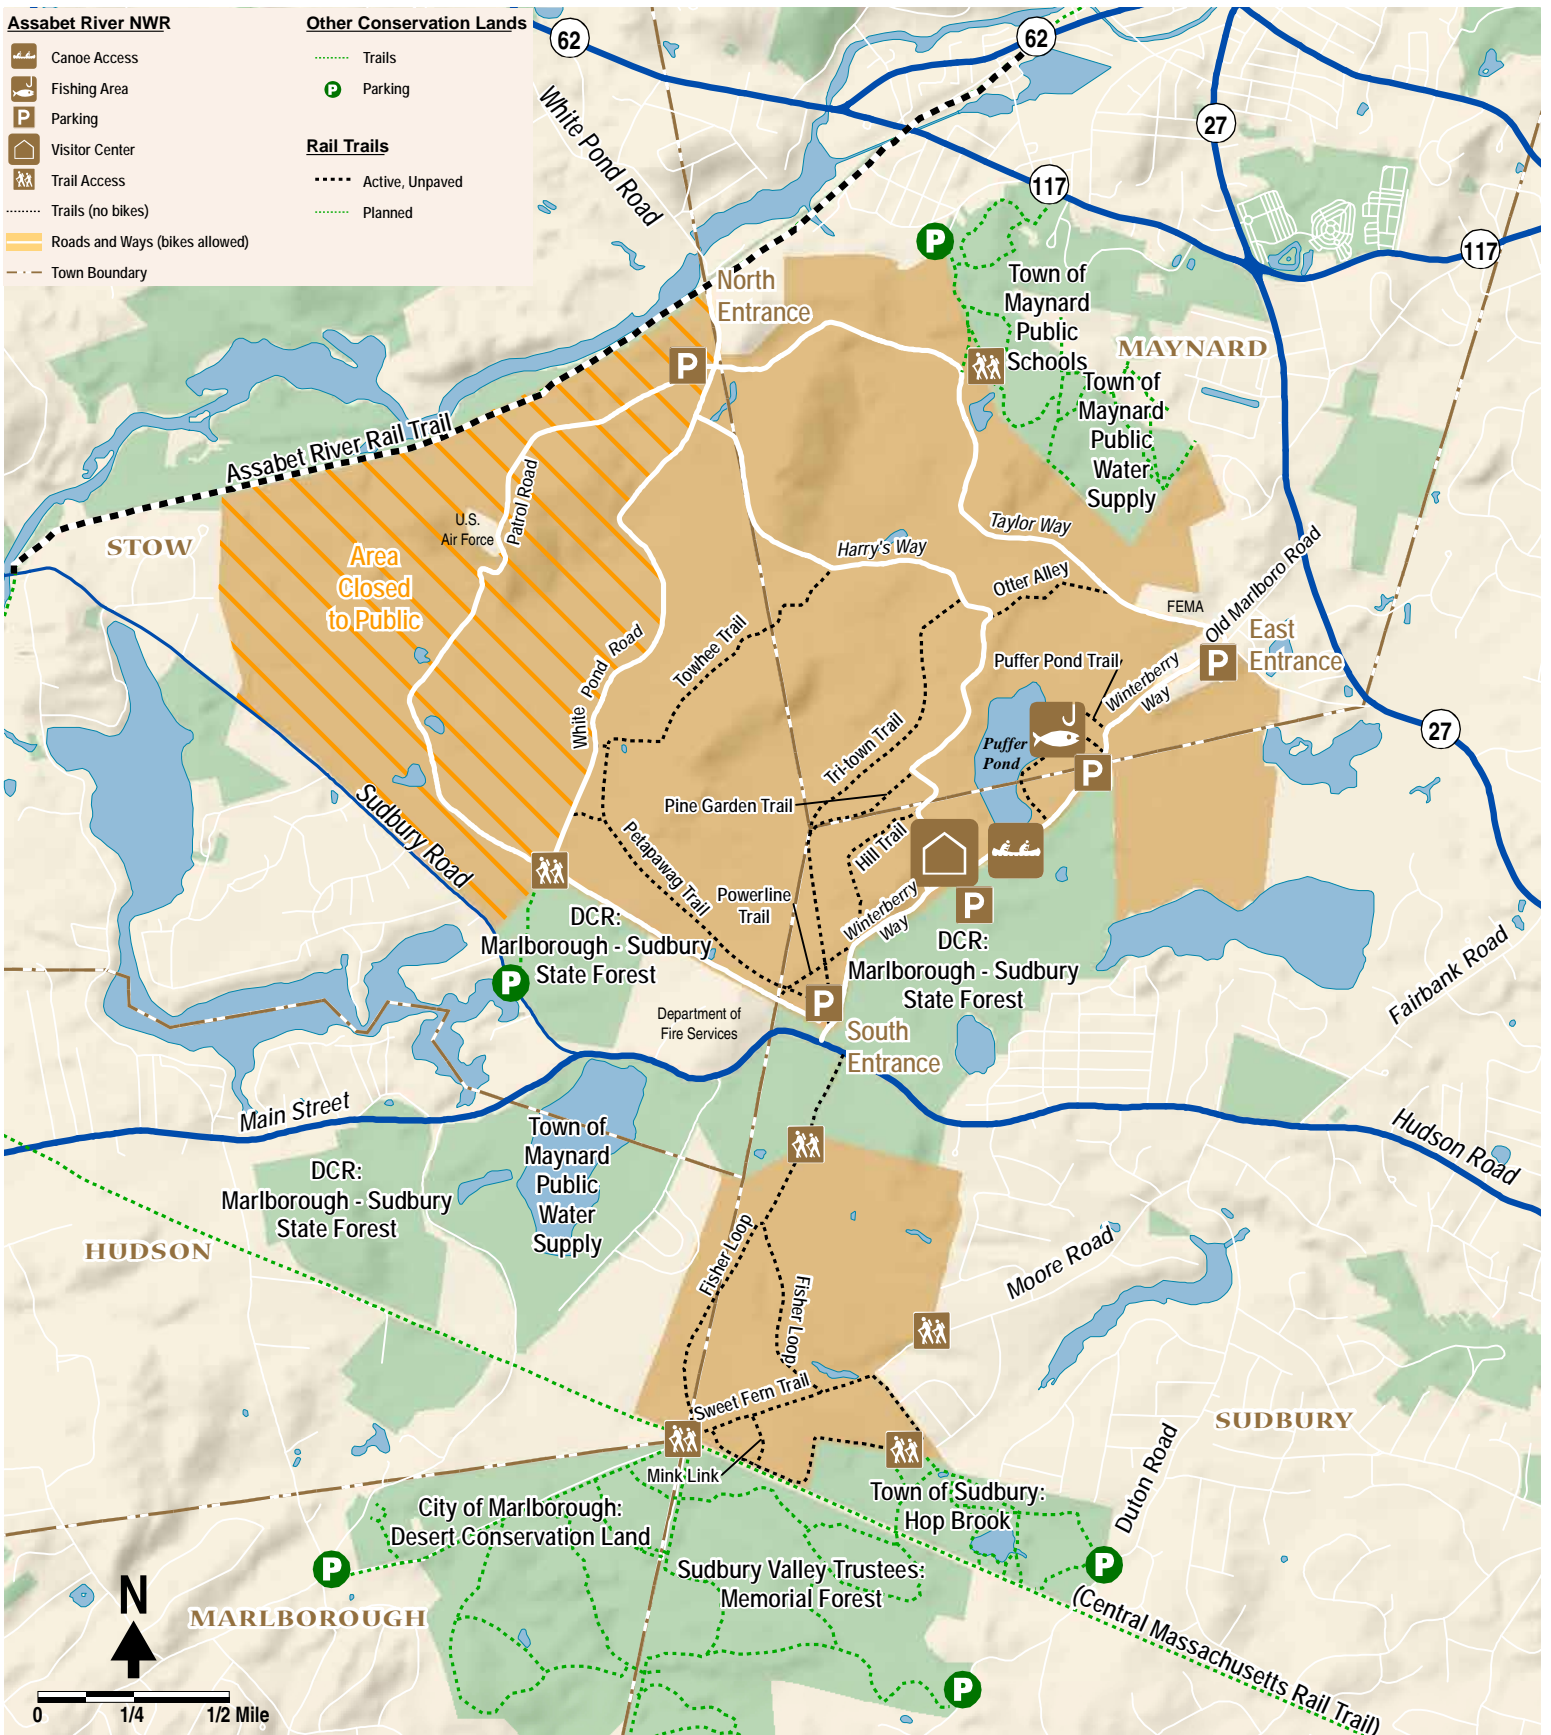 Assabet River NWR
Canoe Access
Fishing Area
P
Parking
Visitor Center
Trail Access
Trails (no bikes)
Roads and Ways (bikes allowed)
Town Boundary
Other Conservation Lands
Trails
P
Parking
Rail Trails
Active, Unpaved
Planned
62
62
27
117
117
White Pond Road
P
North
Entrance
P
Town of
Maynard
Public
Schools
MAYNARD
Town of
Maynard
Public
Water
Supply
Assabet River Rail Trail
STOW
U.S.
Air Force
Patrol Road
Area
Closed
to Public
Taylor Way
Harry's Way
Otter Alley
FEMA
Old Marlboro Road
East
Entrance
P
White Pond Road
Towhee Trail
Puffer Pond Trail
Winterberry
Way
Puffer
Pond
P
27
Tri-town Trail
Pine Garden Trail
Sudbury Road
Petapawag Trail
Hill Trail
Powerline
Trail
Winterberry
Way
P
DCR:
Marlborough - Sudbury
State Forest
P
DCR:
Marlborough - Sudbury
State Forest
Fairbank Road
P
Department of
Fire Services
South
Entrance
Main Street
Hudson Road
Town of
Maynard
Public
Water
Supply
DCR:
Marlborough - Sudbury
State Forest
HUDSON
Fisher Loop
Fisher Loop
Moore Road
Sweet Fern Trail
SUDBURY
Mink Link
Duton Road
City of Marlborough:
Desert Conservation Land
Town of Sudbury:
Hop Brook
P
P
Sudbury Valley Trustees:
Memorial Forest
(Central Massachusetts Rail Trail)
MARLBOROUGH
P
N
0 1/4 1/2 Mile